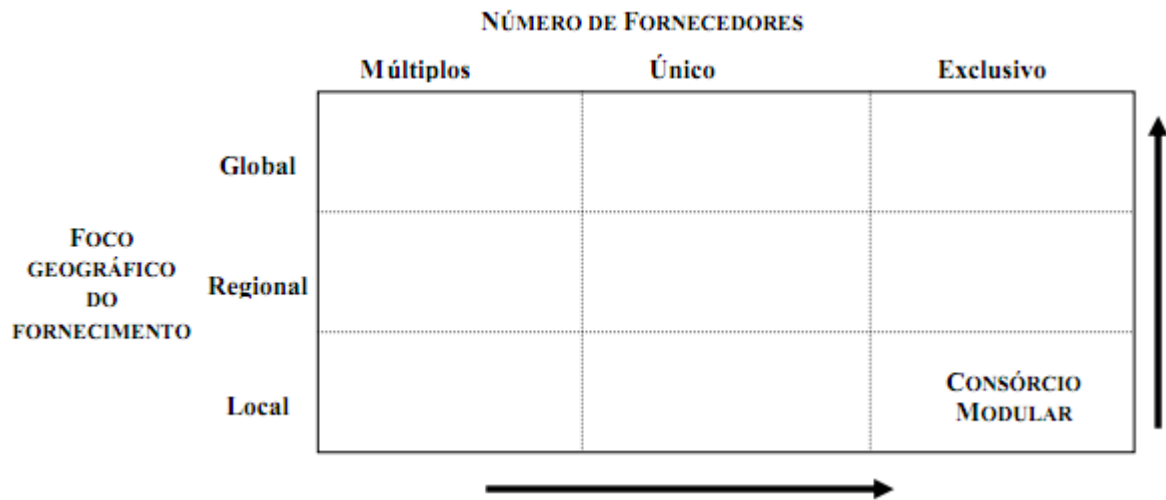 NÚMERO DE FORNECEDORES
Múltiplos Único Exclusivo
Global
FOCO
GEOGRÁFICO
DO
FORNECIMENTO
Regional
Local
CONSÓRCIO
MODULAR